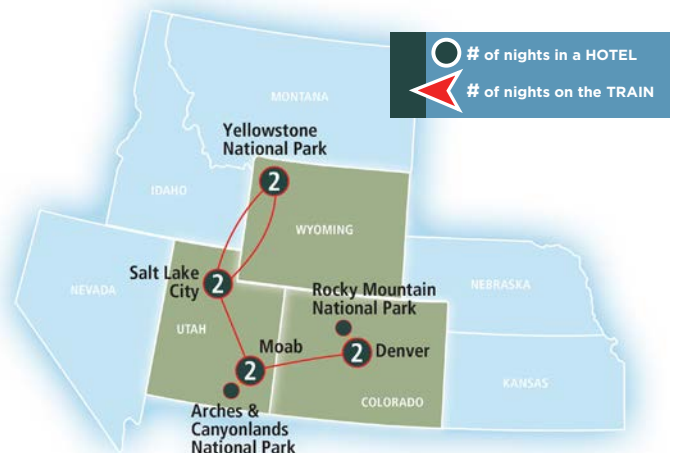 # of nights in a HOTEL
# of nights on the TRAIN
MONTANA
Yellowstone
National Park
2
IDAHO
WYOMING
Salt Lake
City
2
NEVADA
NEBRASKA
Rocky Mountain
National Park
UTAH
Moab
2
2
Denver
KANSAS
COLORADO
Arches &
Canyonlands
National Park